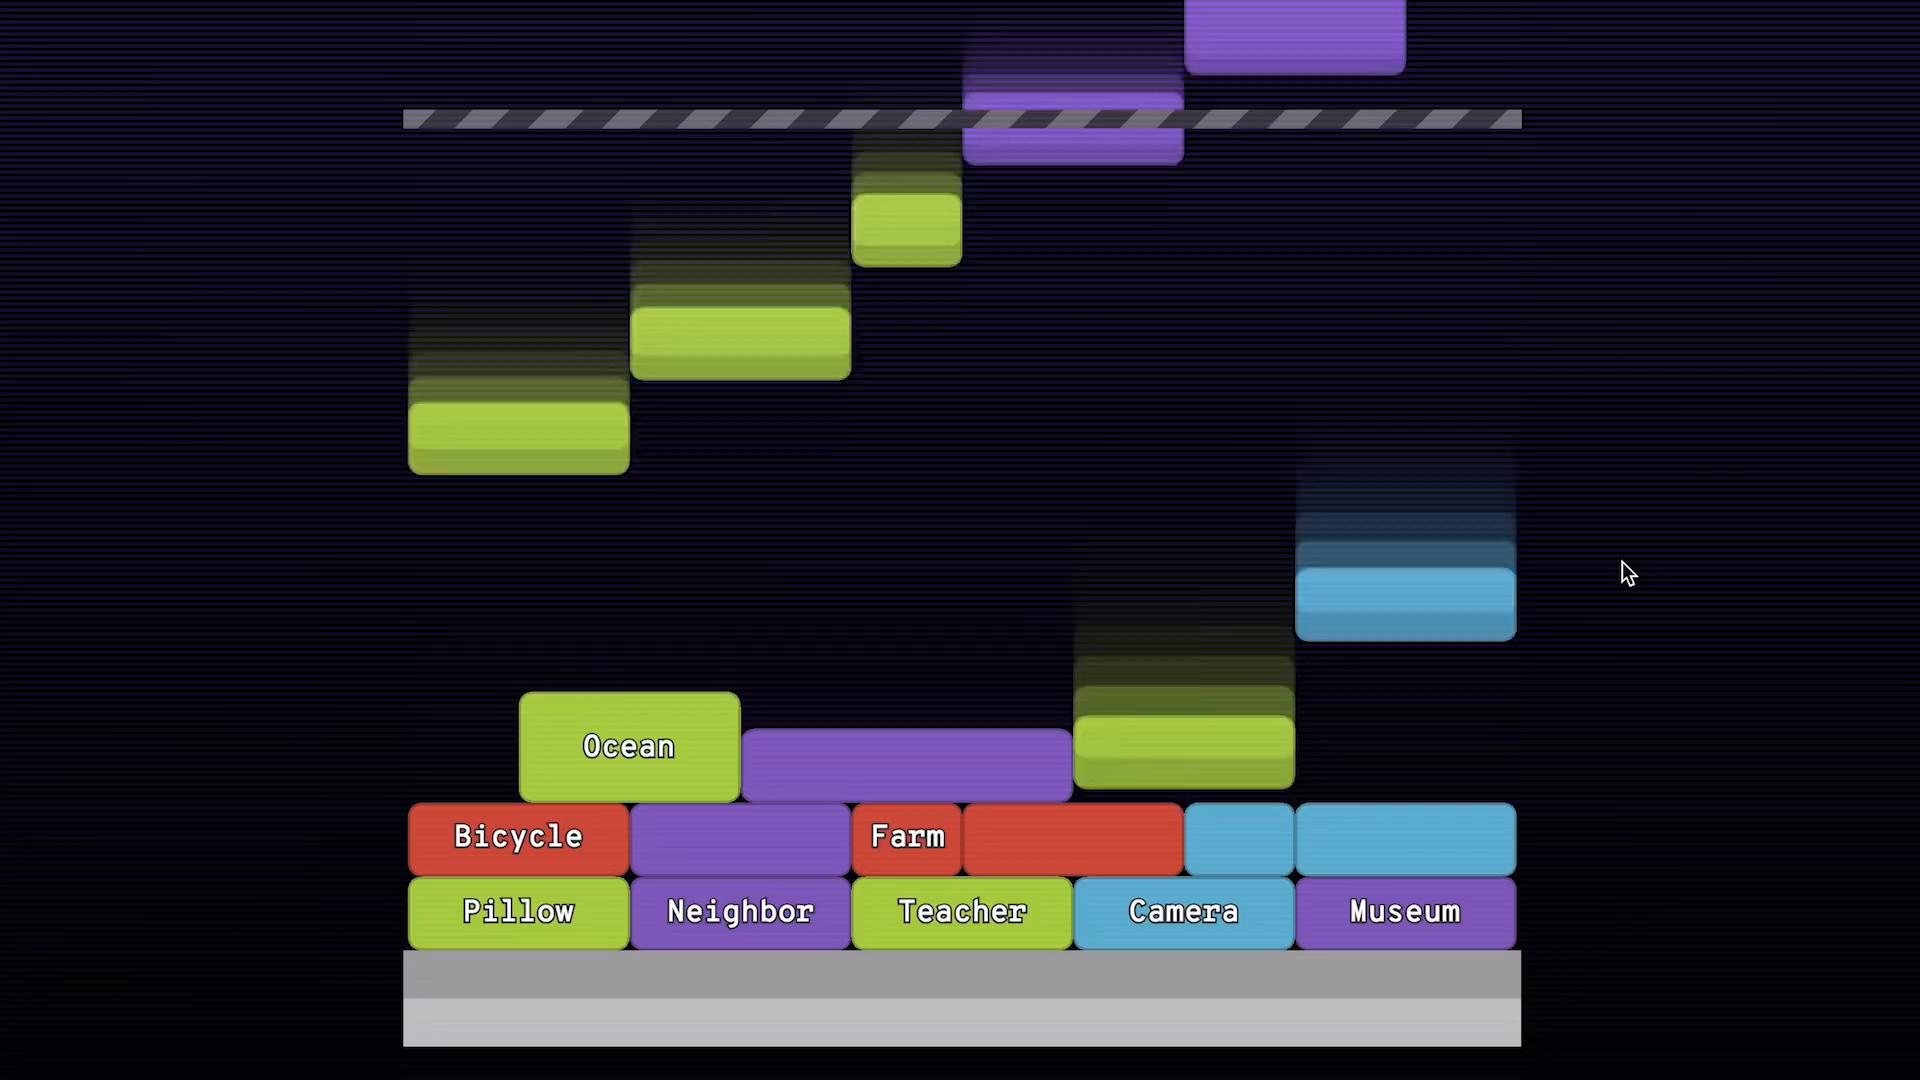 Ocean
Bicycle
Farm
Pillow
Neighbor
Teacher
Camera
Museum